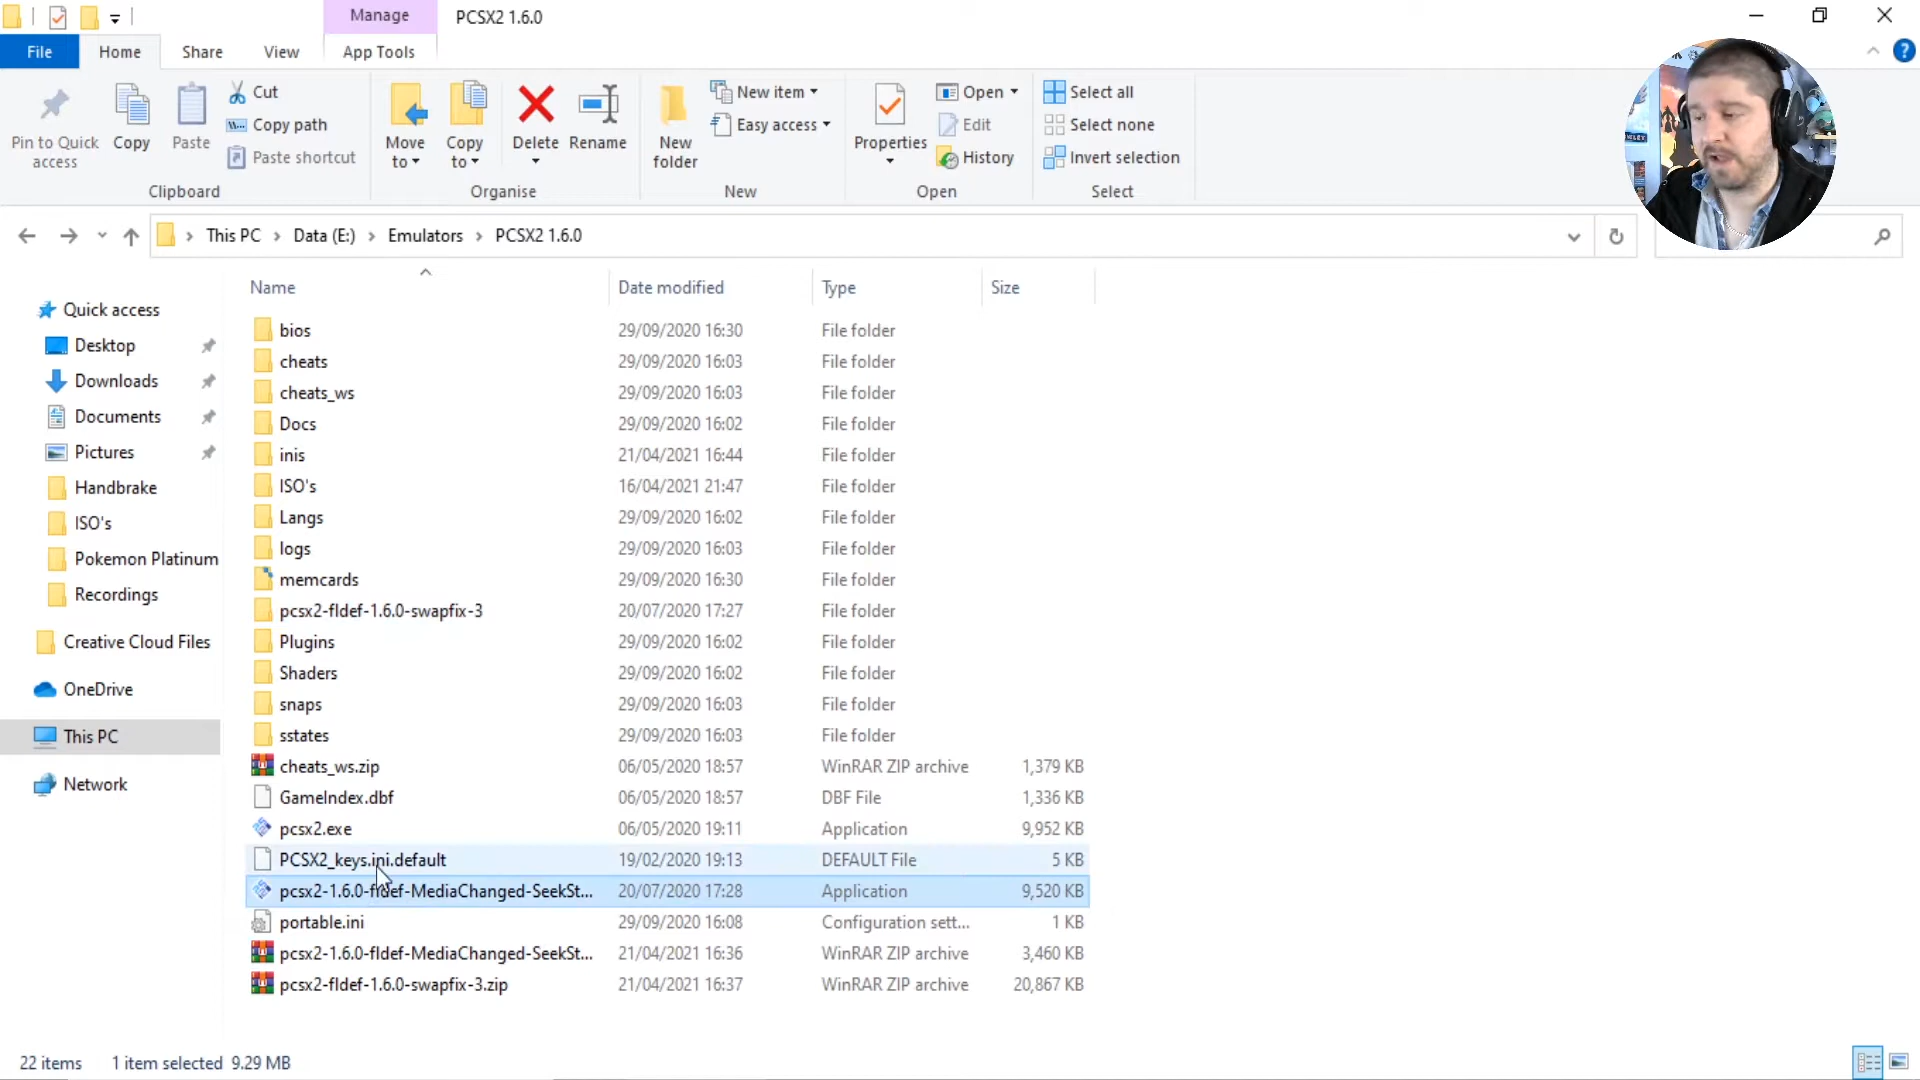 Manage
PCSX2 1.6.0
File
Home
Share
View
App Tools
Pin to Quick access
Copy
Paste
Cut
Copy path
Paste shortcut
Clipboard
Move to
Copy to
Delete
Rename
Organise
New folder
New item
Easy access
New
Properties
Open
Edit
History
Open
Select all
Select none
Invert selection
Select
This PC > Data (E:) > Emulators > PCSX2 1.6.0
Quick access
Desktop
Downloads
Documents
Pictures
Handbrake
ISO's
Pokemon Platinum
Recordings
Creative Cloud Files
OneDrive
This PC
Network
Name Date modified Type Size
bios 29/09/2020 16:30 File folder
cheats 29/09/2020 16:03 File folder
cheats_ws 29/09/2020 16:03 File folder
Docs 29/09/2020 16:02 File folder
inis 21/04/2021 16:44 File folder
ISO's 16/04/2021 21:47 File folder
Langs 29/09/2020 16:02 File folder
logs 29/09/2020 16:03 File folder
memcards 29/09/2020 16:30 File folder
pcsx2-fldef-1.6.0-swapfix-3 20/07/2020 17:27 File folder
Plugins 29/09/2020 16:02 File folder
Shaders 29/09/2020 16:02 File folder
snaps 29/09/2020 16:03 File folder
sstates 29/09/2020 16:03 File folder
cheats_ws.zip 06/05/2020 18:57 WinRAR ZIP archive 1,379 KB
GameIndex.dbf 06/05/2020 18:57 DBF File 1,336 KB
pcsx2.exe 06/05/2020 19:11 Application 9,952 KB
PCSX2_keys.ini.default 19/02/2020 19:13 DEFAULT File 5 KB
pcsx2-1.6.0-fldef-MediaChanged-SeekSt... 20/07/2020 17:28 Application 9,520 KB
portable.ini 29/09/2020 16:08 Configuration sett... 1 KB
pcsx2-1.6.0-fldef-MediaChanged-SeekSt... 21/04/2021 16:36 WinRAR ZIP archive 3,460 KB
pcsx2-fldef-1.6.0-swapfix-3.zip 21/04/2021 16:37 WinRAR ZIP archive 20,867 KB
22 items 1 item selected 9.29 MB